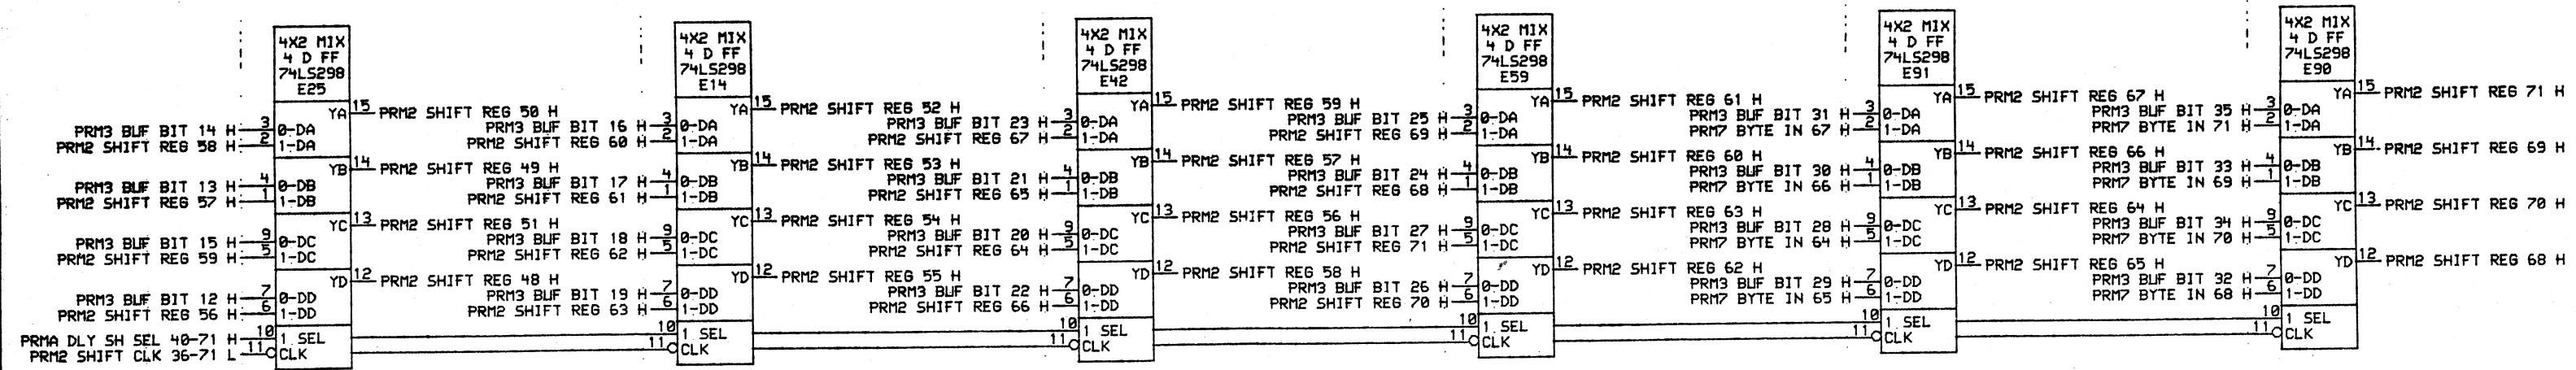 4X2 MIX
4 D FF
74LS298
E25
PRM3 BUF BIT 14 H 3 0-DA YA 15 PRM2 SHIFT REG 50 H
PRM2 SHIFT REG 58 H 2 1-DA
PRM3 BUF BIT 13 H 4 0-DB YB 14 PRM2 SHIFT REG 49 H
PRM2 SHIFT REG 57 H 1 1-DB
PRM3 BUF BIT 15 H 9 0-DC YC 13 PRM2 SHIFT REG 51 H
PRM2 SHIFT REG 59 H 5 1-DC
PRM3 BUF BIT 12 H 7 0-DD YD 12 PRM2 SHIFT REG 48 H
PRM2 SHIFT REG 56 H 6 1-DD
PRMA DLY SH SEL 40-71 H 10 1 SEL
PRM2 SHIFT CLK 36-71 L 11 CLK
4X2 MIX
4 D FF
74LS298
E14
PRM3 BUF BIT 16 H 3 0-DA YA 15 PRM2 SHIFT REG 52 H
PRM2 SHIFT REG 60 H 2 1-DA
PRM3 BUF BIT 17 H 4 0-DB YB 14 PRM2 SHIFT REG 53 H
PRM2 SHIFT REG 61 H 1 1-DB
PRM3 BUF BIT 18 H 9 0-DC YC 13 PRM2 SHIFT REG 54 H
PRM2 SHIFT REG 62 H 5 1-DC
PRM3 BUF BIT 19 H 7 0-DD YD 12 PRM2 SHIFT REG 55 H
PRM2 SHIFT REG 63 H 6 1-DD
10 1 SEL
11 CLK
4X2 MIX
4 D FF
74LS298
E42
PRM3 BUF BIT 23 H 3 0-DA YA 15 PRM2 SHIFT REG 59 H
PRM2 SHIFT REG 67 H 2 1-DA
PRM3 BUF BIT 21 H 4 0-DB YB 14 PRM2 SHIFT REG 57 H
PRM2 SHIFT REG 65 H 1 1-DB
PRM3 BUF BIT 20 H 9 0-DC YC 13 PRM2 SHIFT REG 56 H
PRM2 SHIFT REG 64 H 5 1-DC
PRM3 BUF BIT 22 H 7 0-DD YD 12 PRM2 SHIFT REG 58 H
PRM2 SHIFT REG 66 H 6 1-DD
10 1 SEL
11 CLK
4X2 MIX
4 D FF
74LS298
E59
PRM3 BUF BIT 25 H 3 0-DA YA 15 PRM2 SHIFT REG 61 H
PRM2 SHIFT REG 69 H 2 1-DA
PRM3 BUF BIT 24 H 4 0-DB YB 14 PRM2 SHIFT REG 60 H
PRM2 SHIFT REG 68 H 1 1-DB
PRM3 BUF BIT 27 H 9 0-DC YC 13 PRM2 SHIFT REG 63 H
PRM2 SHIFT REG 71 H 5 1-DC
PRM3 BUF BIT 26 H 7 0-DD YD 12 PRM2 SHIFT REG 62 H
PRM2 SHIFT REG 70 H 6 1-DD
10 1 SEL
11 CLK
4X2 MIX
4 D FF
74LS298
E91
PRM3 BUF BIT 31 H 3 0-DA YA 15 PRM2 SHIFT REG 67 H
PRM7 BYTE IN 67 H 2 1-DA
PRM3 BUF BIT 30 H 4 0-DB YB 14 PRM2 SHIFT REG 66 H
PRM7 BYTE IN 66 H 1 1-DB
PRM3 BUF BIT 28 H 9 0-DC YC 13 PRM2 SHIFT REG 64 H
PRM7 BYTE IN 64 H 5 1-DC
PRM3 BUF BIT 29 H 7 0-DD YD 12 PRM2 SHIFT REG 65 H
PRM7 BYTE IN 65 H 6 1-DD
10 1 SEL
11 CLK
4X2 MIX
4 D FF
74LS298
E90
PRM3 BUF BIT 35 H 3 0-DA YA 15 PRM2 SHIFT REG 71 H
PRM7 BYTE IN 71 H 2 1-DA
PRM3 BUF BIT 33 H 4 0-DB YB 14 PRM2 SHIFT REG 69 H
PRM7 BYTE IN 69 H 1 1-DB
PRM3 BUF BIT 34 H 9 0-DC YC 13 PRM2 SHIFT REG 70 H
PRM7 BYTE IN 70 H 5 1-DC
PRM3 BUF BIT 32 H 7 0-DD YD 12 PRM2 SHIFT REG 68 H
PRM7 BYTE IN 68 H 6 1-DD
10 1 SEL
11 CLK